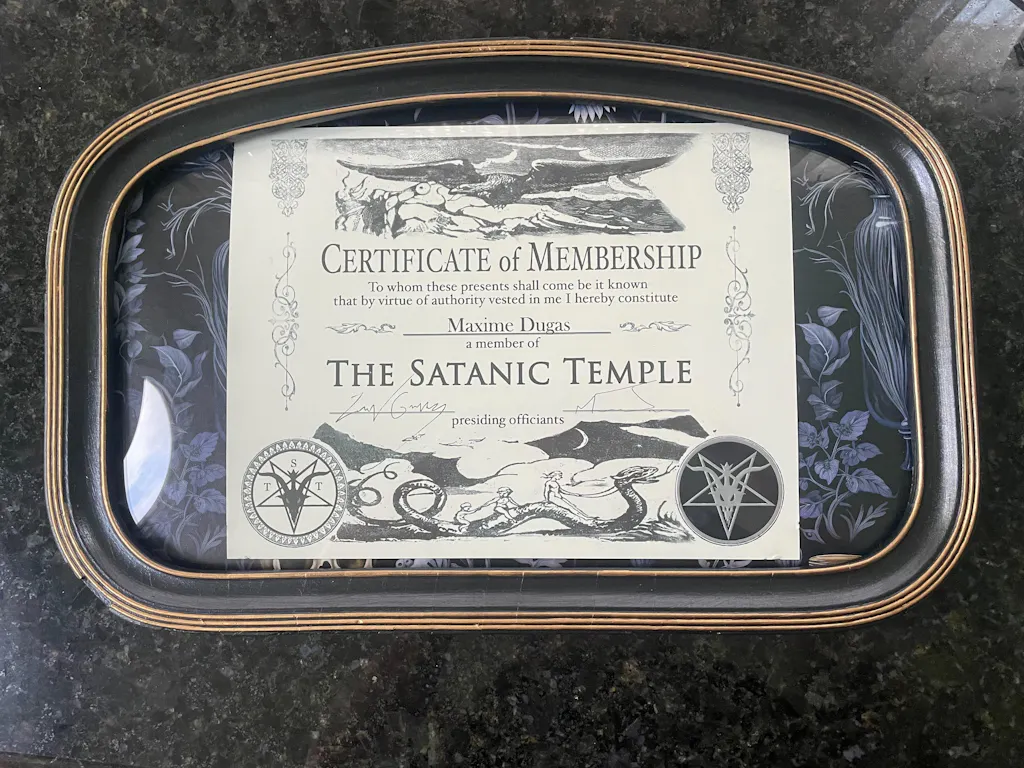 CERTIFICATE of MEMBERSHIP
To whom these presents shall come be it known
that by virtue of authority vested in me I hereby constitute
Maxime Dugas
a member of
THE SATANIC TEMPLE
presiding officiants
S
T T